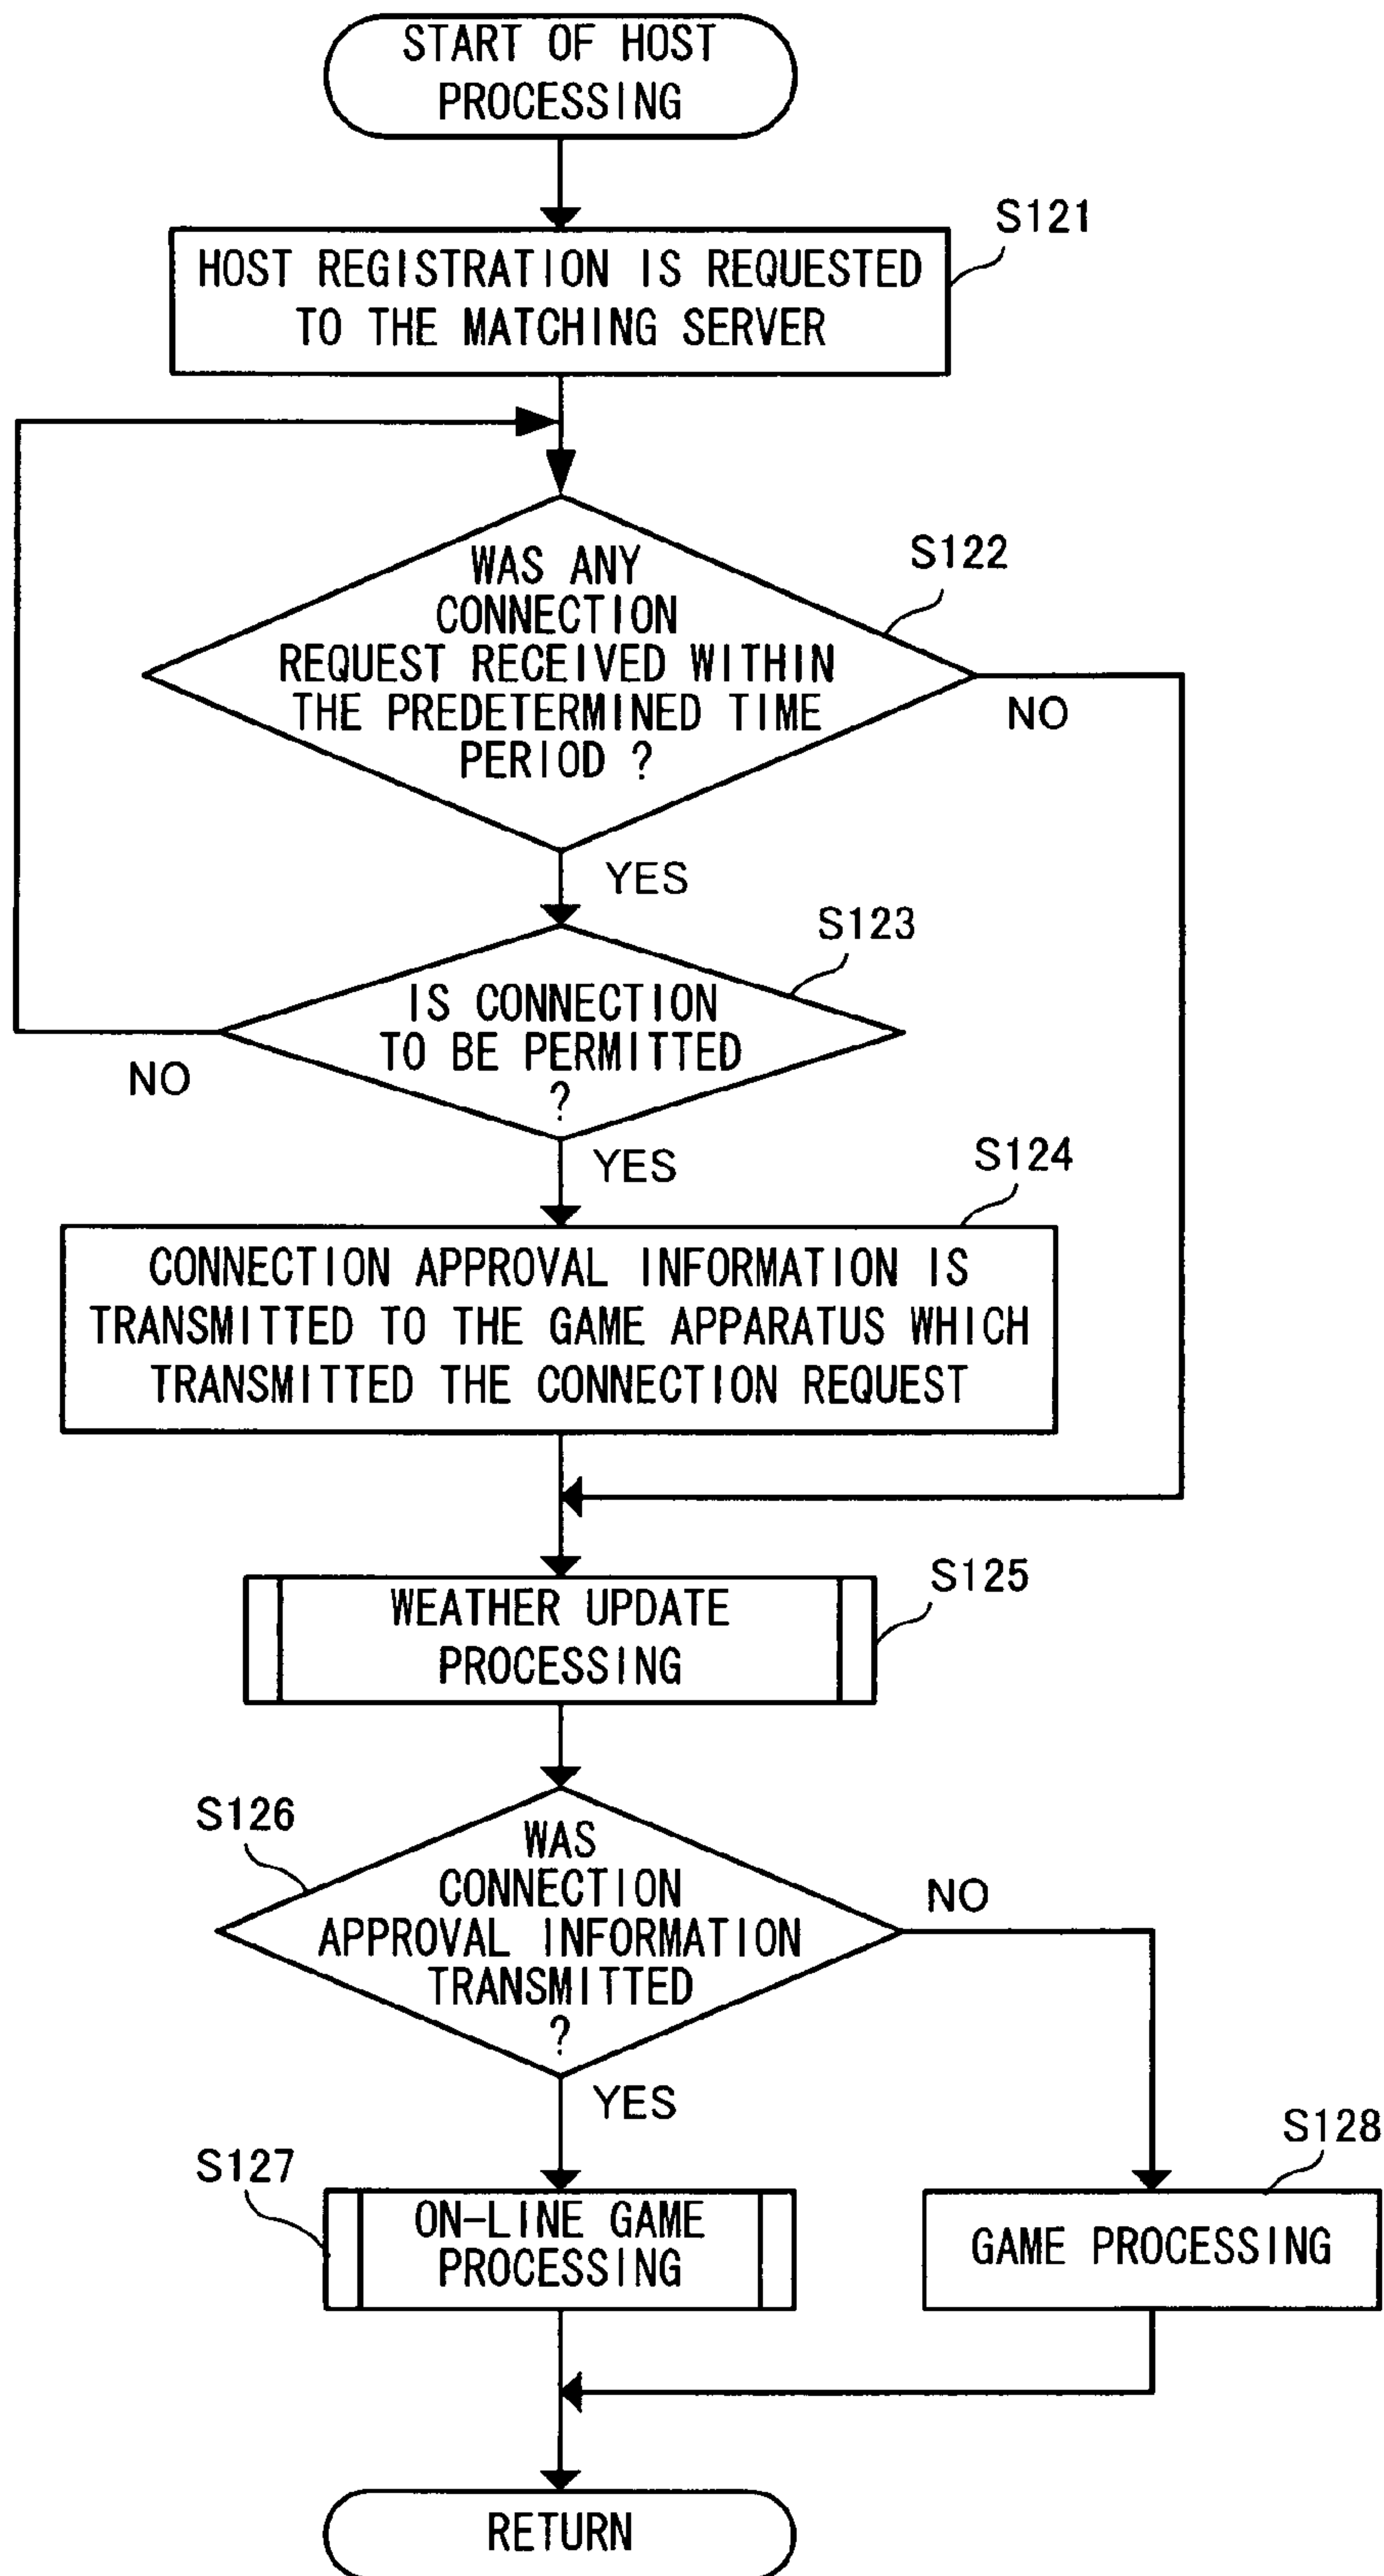 START OF HOST
PROCESSING
S121
HOST REGISTRATION IS REQUESTED
TO THE MATCHING SERVER
S122
WAS ANY
CONNECTION
REQUEST RECEIVED WITHIN
THE PREDETERMINED TIME
PERIOD ?
NO
YES
S123
IS CONNECTION
TO BE PERMITTED
?
NO
YES
S124
CONNECTION APPROVAL INFORMATION IS
TRANSMITTED TO THE GAME APPARATUS WHICH
TRANSMITTED THE CONNECTION REQUEST
S125
WEATHER UPDATE
PROCESSING
S126
WAS
CONNECTION
APPROVAL INFORMATION
TRANSMITTED
?
NO
YES
S127
ON-LINE GAME
PROCESSING
S128
GAME PROCESSING
RETURN